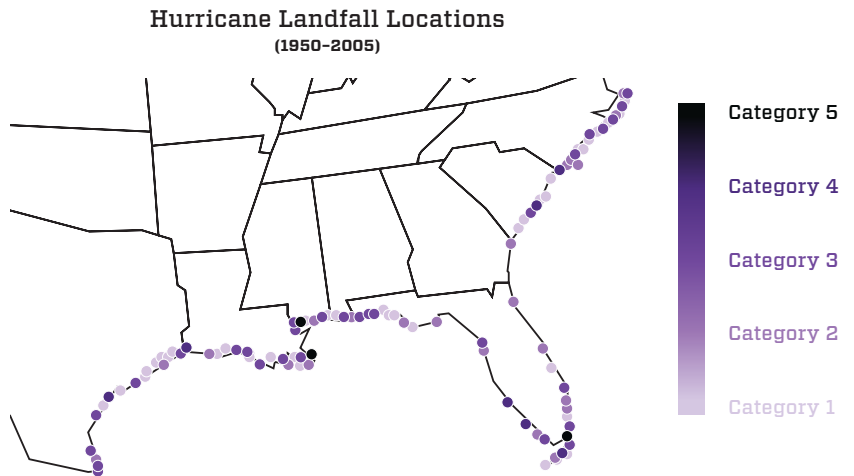 Hurricane Landfall Locations
(1950–2005)
Category 5
Category 4
Category 3
Category 2
Category 1